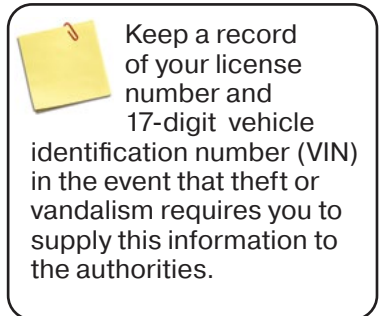 Keep a record
of your license
number and
17-digit vehicle
identification number (VIN)
in the event that theft or
vandalism requires you to
supply this information to
the authorities.